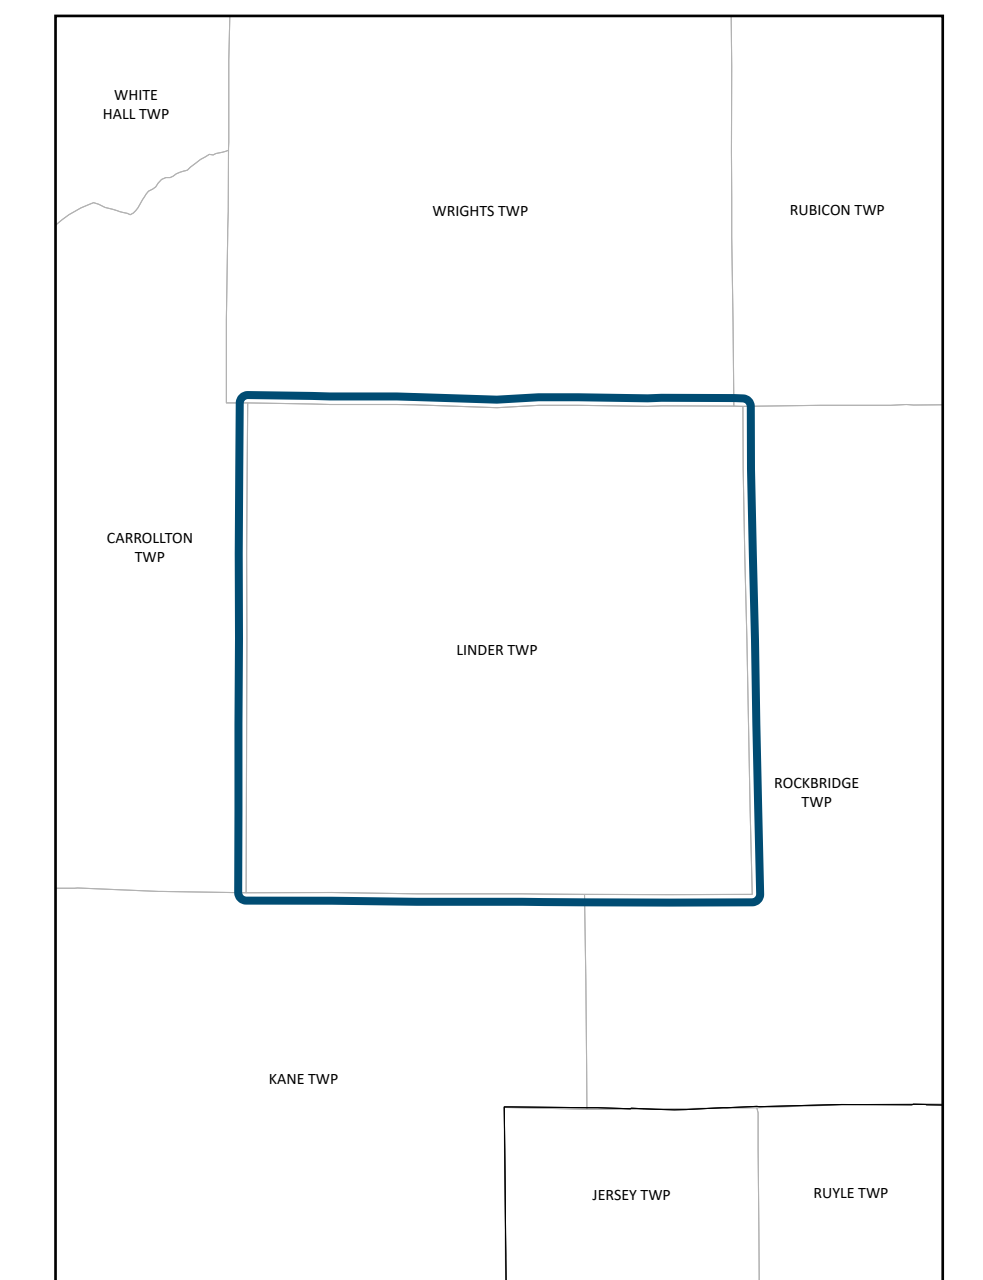 WHITE
HALL TWP
WRIGHTS TWP
RUBICON TWP
CARROLLTON
TWP
LINDER TWP
ROCKBRIDGE
TWP
KANE TWP
JERSEY TWP
RUYLE TWP